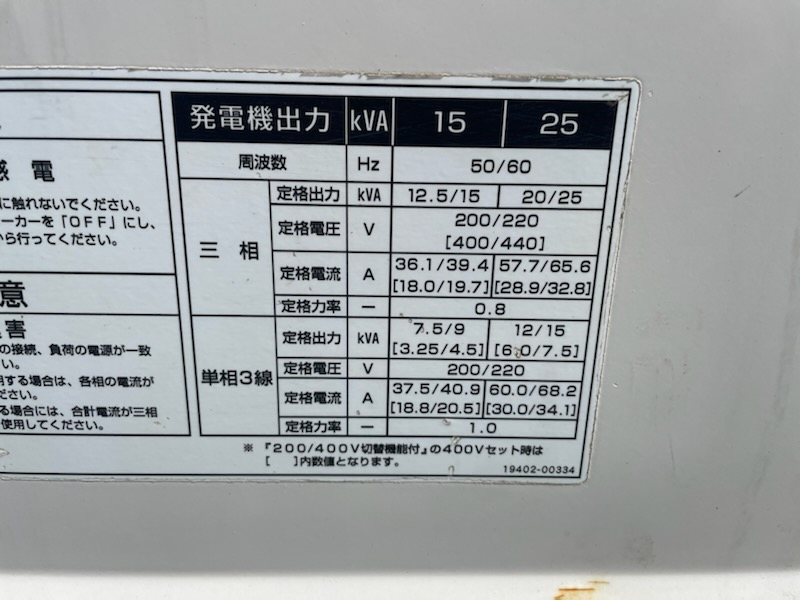 感電
に触れないでください。
ーカーを「OFF」にし、
から行ってください。
意
害
の接続、負荷の電源が一致
い。
用する場合は、各相の電流が
ださい。
る場合には、合計電流が三相
使用してください。
発電機出力 kVA 15 25
周波数 Hz 50/60
三相
定格出力 kVA 12.5/15 20/25
定格電圧 V 200/220
[400/440]
定格電流 A 36.1/39.4 57.7/65.6
[18.0/19.7] [28.9/32.8]
定格力率 — 0.8
単相3線
定格出力 kVA 7.5/9 12/15
[3.25/4.5] [6.0/7.5]
定格電圧 V 200/220
定格電流 A 37.5/40.9 60.0/68.2
[18.8/20.5] [30.0/34.1]
定格力率 — 1.0
※『200/400V切替機能付』の400Vセット時は
[ ]内数値となります。
19402-00334